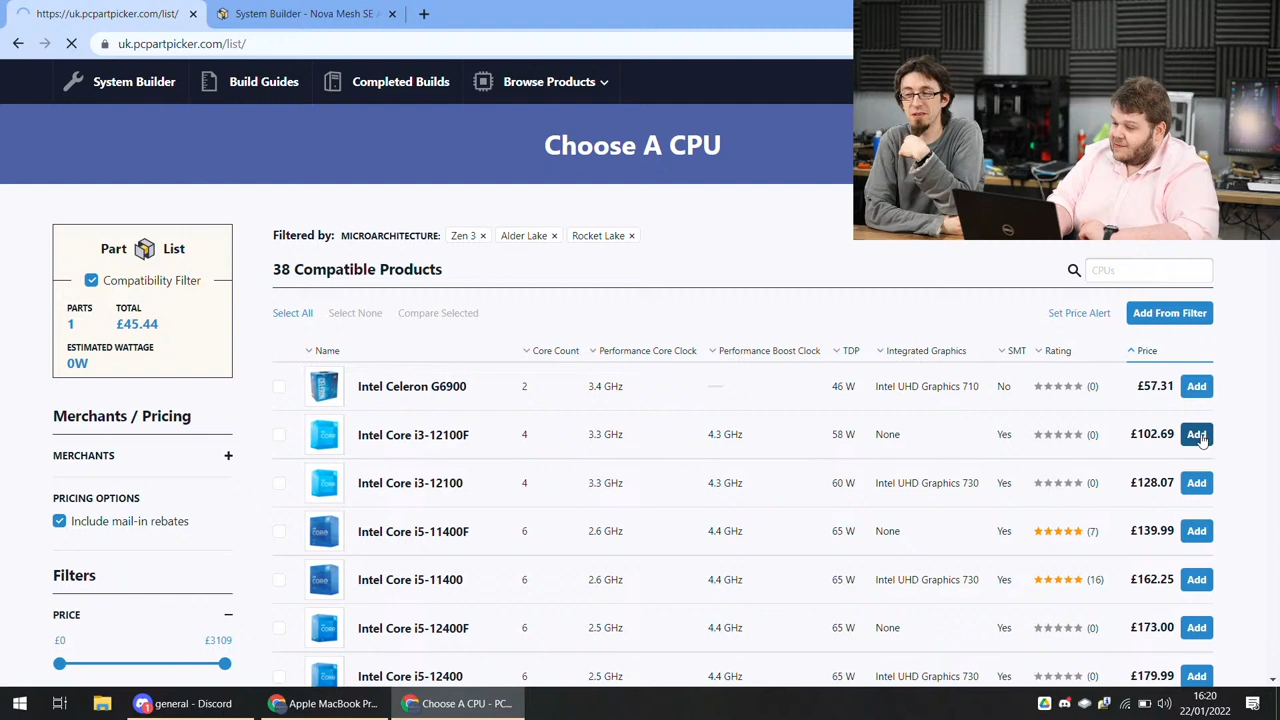 https://uk.pcpartpicker.com/list/
System Builder - Nova Mesh SE
uk.pcpartpicker.com/list/
System Builder
Build Guides
Completed Builds
Browse Products
Choose A CPU
Part List
Compatibility Filter
PARTS TOTAL
1 £45.44
ESTIMATED WATTAGE
0W
Merchants / Pricing
MERCHANTS +
PRICING OPTIONS
Include mail-in rebates
Filters
PRICE
£0 £3109
Filtered by: MICROARCHITECTURE: Zen 3 × Alder Lake × Rocket Lake ×
38 Compatible Products
CPUs
Select All Select None Compare Selected
Set Price Alert Add From Filter
Name Core Count Performance Core Clock Performance Boost Clock TDP Integrated Graphics SMT Rating Price
Intel Celeron G6900 2 3.4 GHz 46 W Intel UHD Graphics 710 No (0) £57.31 Add
Intel Core i3-12100F 4 3.3 GHz 4.3 GHz 58 W None Yes (0) £102.69 Add
Intel Core i3-12100 4 3.3 GHz 4.3 GHz 60 W Intel UHD Graphics 730 Yes (0) £128.07 Add
Intel Core i5-11400F 6 2.6 GHz 4.4 GHz 65 W None Yes (7) £139.99 Add
Intel Core i5-11400 6 2.6 GHz 4.4 GHz 65 W Intel UHD Graphics 730 Yes (16) £162.25 Add
Intel Core i5-12400F 6 2.5 GHz 4.4 GHz 65 W None Yes (0) £173.00 Add
Intel Core i5-12400 6 2.5 GHz 4.4 GHz 65 W Intel UHD Graphics 730 Yes (0) £179.99 Add
general - Discord
Apple MacBook P...
Choose A CPU - PC...
16:20
22/01/2022